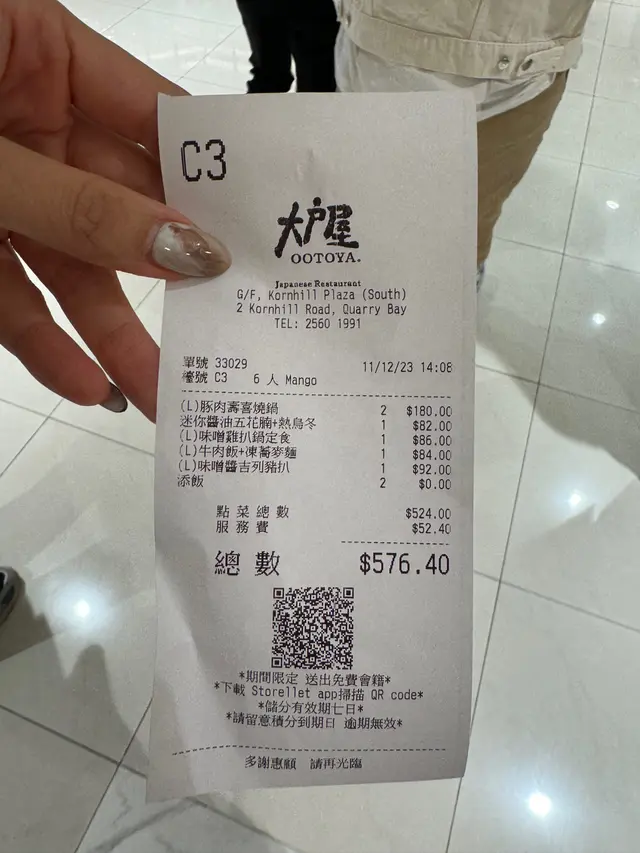 C3
大戶屋
OOTOYA.
Japanese Restaurant
G/F, Kornhill Plaza (South)
2 Kornhill Road, Quarry Bay
TEL: 2560 1991
單號 33029 11/12/23 14:08
檯號 C3 6 人 Mango
(L)豚肉壽喜燒鍋 2 $180.00
迷你醬油五花腩+熱烏冬 1 $82.00
(L)味噌雞扒鍋定食 1 $86.00
(L)牛肉飯+凍蕎麥麵 1 $84.00
(L)味噌醬吉列豬扒 1 $92.00
添飯 2 $0.00
點菜總數 $524.00
服務費 $52.40
總數 $576.40
*期間限定 送出免費會籍*
*下載 Storellet app掃描 QR code*
*儲分有效期七日*
*請留意積分到期日 逾期無效*
多謝惠顧 請再光臨